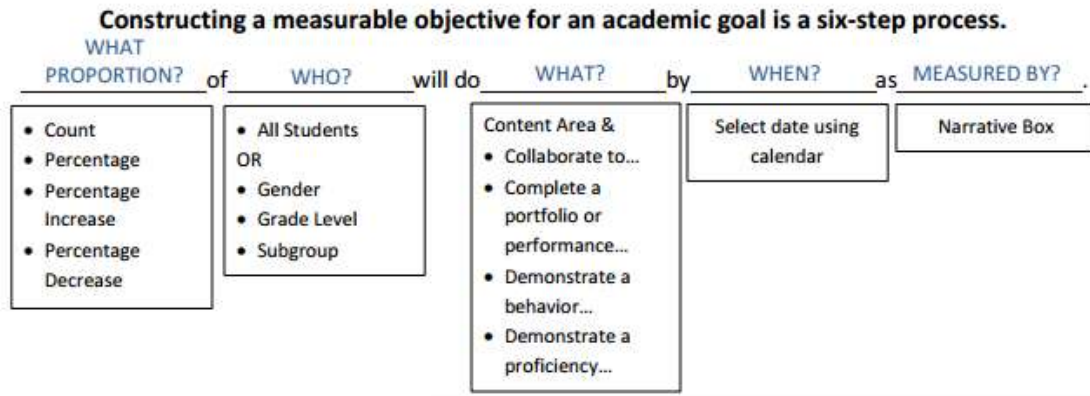 Constructing a measurable objective for an academic goal is a six-step process.
WHAT
PROPORTION? of WHO? will do WHAT? by WHEN? as MEASURED BY? .
• Count
• Percentage
• Percentage
Increase
• Percentage
Decrease
• All Students
OR
• Gender
• Grade Level
• Subgroup
Content Area &
• Collaborate to...
• Complete a
portfolio or
performance...
• Demonstrate a
behavior...
• Demonstrate a
proficiency...
Select date using
calendar
Narrative Box